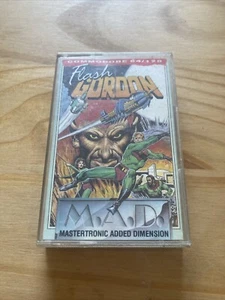 COMMODORE 64/128
Flash
GORDON
M.A.D.
MASTERTRONIC ADDED DIMENSION